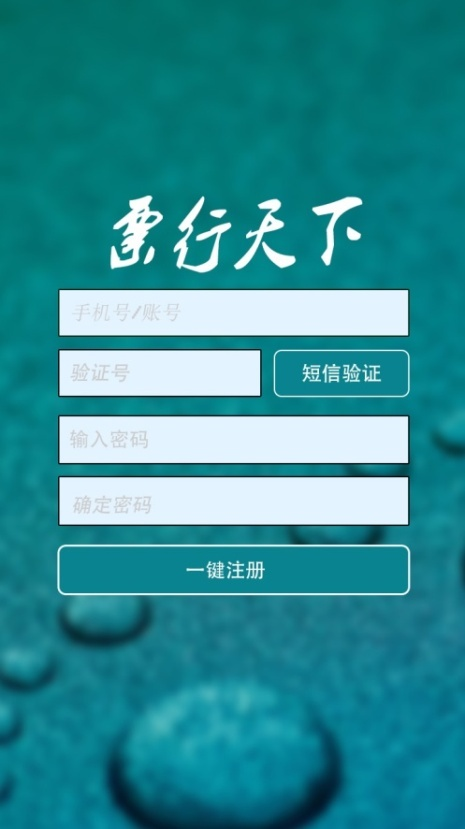 票行天下
手机号/账号
验证号
短信验证
输入密码
确定密码
一键注册